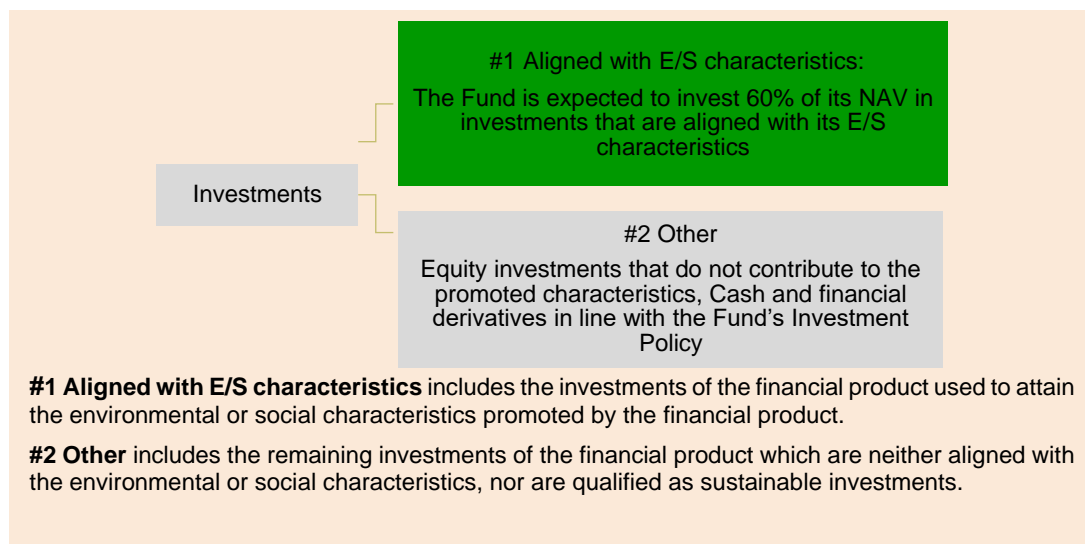 #1 Aligned with E/S characteristics:
The Fund is expected to invest 60% of its NAV in
investments that are aligned with its E/S
characteristics
Investments
#2 Other
Equity investments that do not contribute to the
promoted characteristics, Cash and financial
derivatives in line with the Fund’s Investment
Policy
#1 Aligned with E/S characteristics includes the investments of the financial product used to attain
the environmental or social characteristics promoted by the financial product.
#2 Other includes the remaining investments of the financial product which are neither aligned with
the environmental or social characteristics, nor are qualified as sustainable investments.